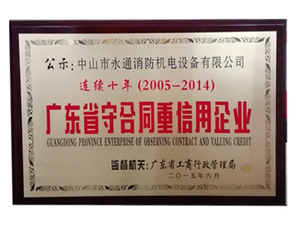 公示：中山市永通消防机电设备有限公司
连续十年（2005-2014）
广东省守合同重信用企业
GUANGDONG PROVINCE ENTERPRISE OF OBSERVING CONTRACT AND VALUING CREDIT
监督机关：广东省工商行政管理局
二〇一五年六月